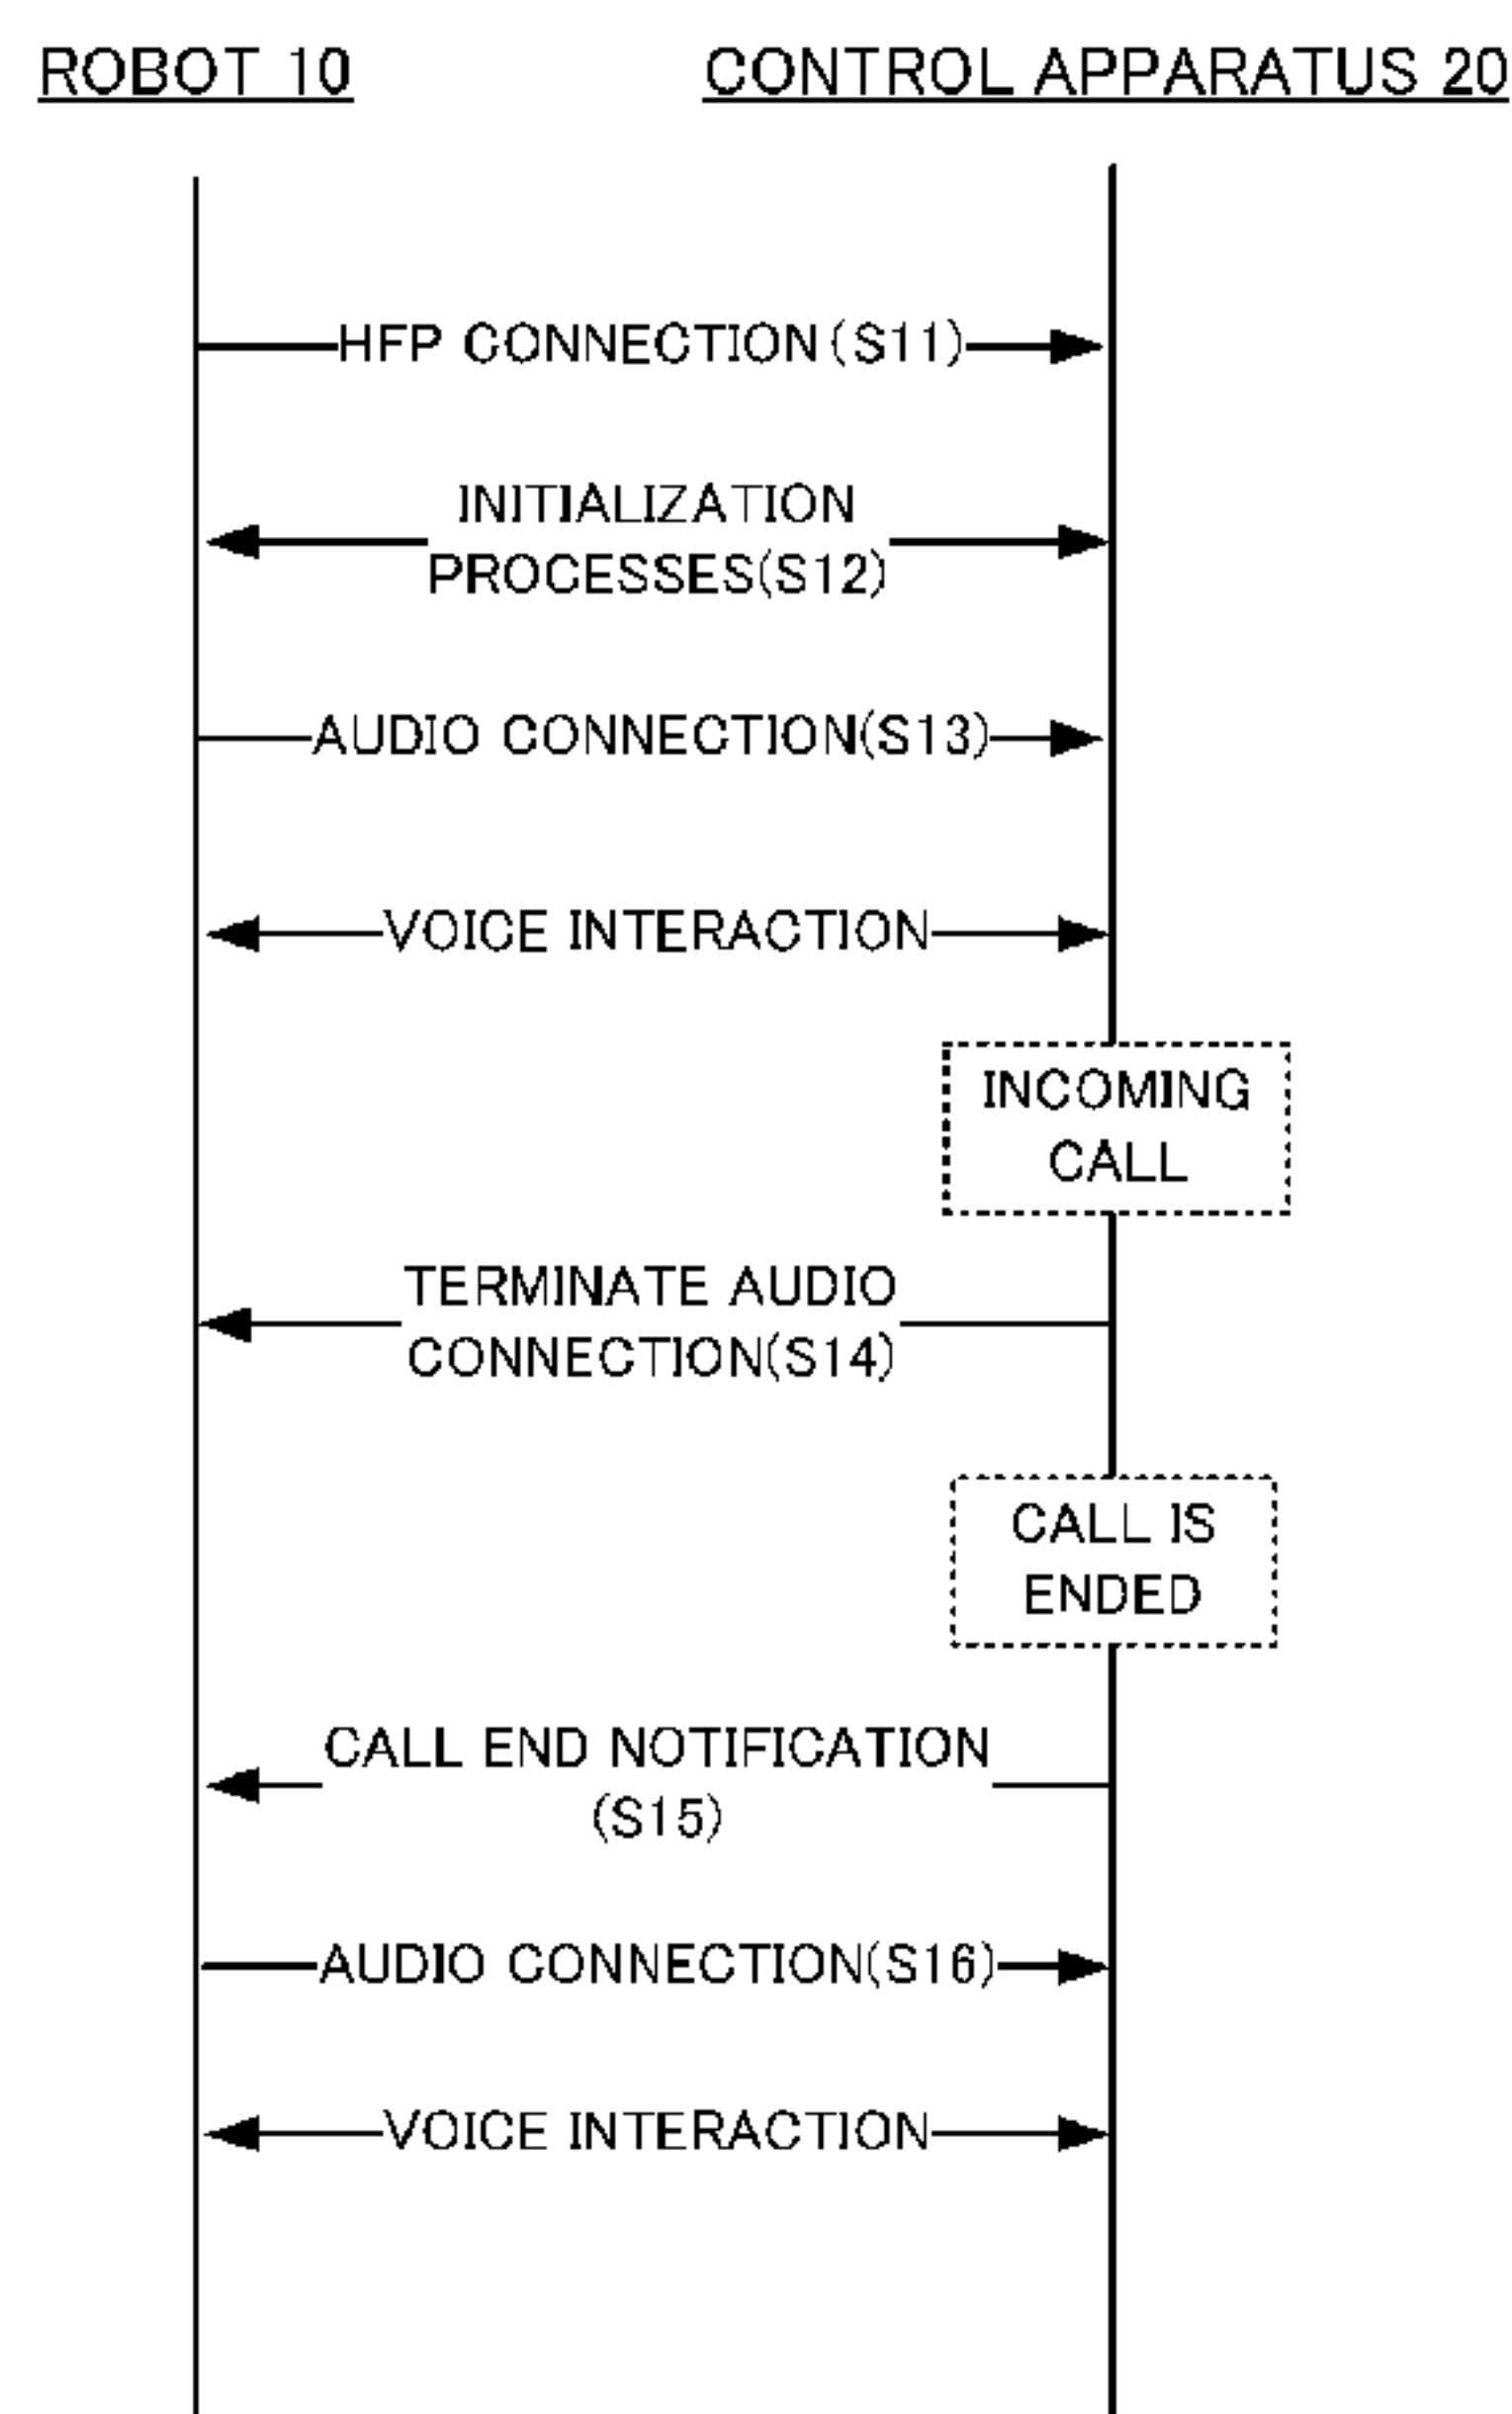 ROBOT 10
CONTROL APPARATUS 20
HFP CONNECTION(S11)
INITIALIZATION
PROCESSES(S12)
AUDIO CONNECTION(S13)
VOICE INTERACTION
INCOMING
CALL
TERMINATE AUDIO
CONNECTION(S14)
CALL IS
ENDED
CALL END NOTIFICATION
(S15)
AUDIO CONNECTION(S16)
VOICE INTERACTION